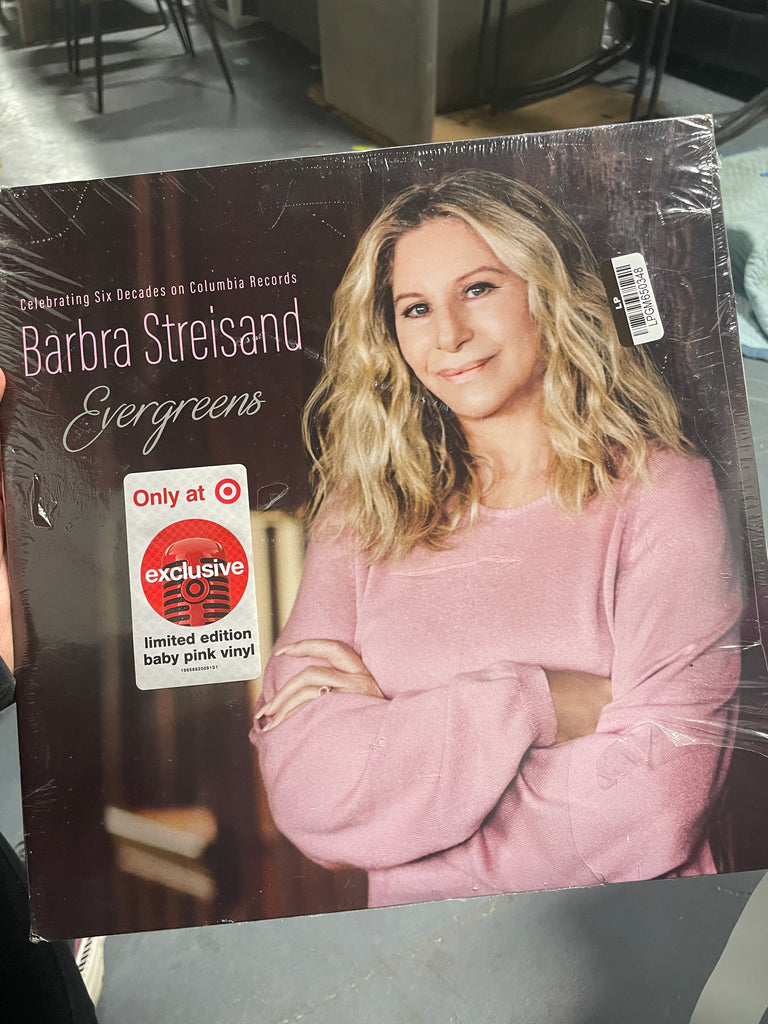 Celebrating Six Decades on Columbia Records
Barbra Streisand
Evergreens
Only at
exclusive
limited edition
baby pink vinyl
1965882009151
LP
LPGM650348